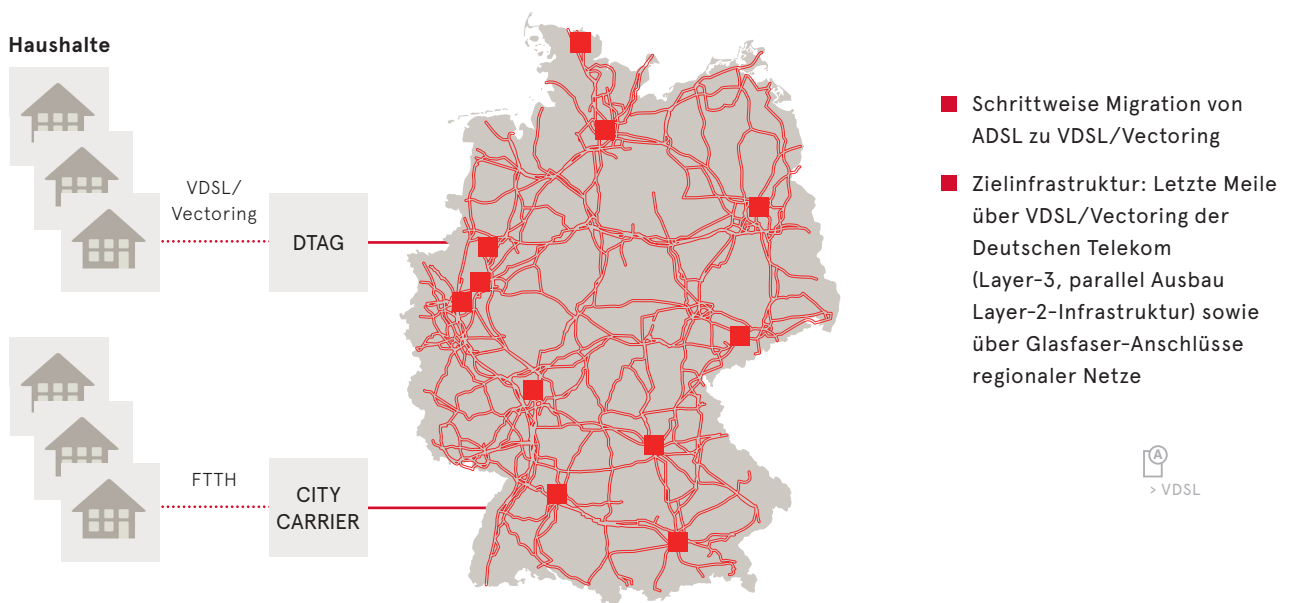 Haushalte
VDSL/
Vectoring
DTAG
FTTH
CITY
CARRIER
Schrittweise Migration von
ADSL zu VDSL/Vectoring
Zielinfrastruktur: Letzte Meile
über VDSL/Vectoring der
Deutschen Telekom
(Layer-3, parallel Ausbau
Layer-2-Infrastruktur) sowie
über Glasfaser-Anschlüsse
regionaler Netze
A
> VDSL